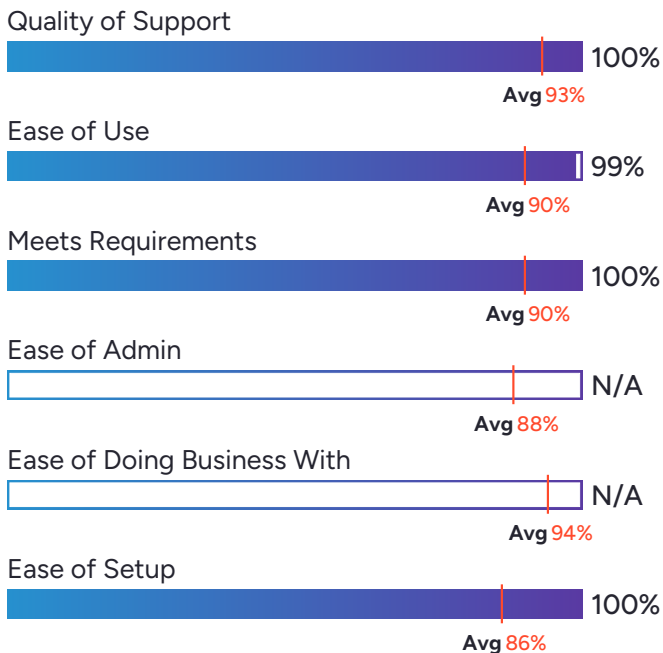 Quality of Support
100%
Avg 93%
Ease of Use
99%
Avg 90%
Meets Requirements
100%
Avg 90%
Ease of Admin
N/A
Avg 88%
Ease of Doing Business With
N/A
Avg 94%
Ease of Setup
100%
Avg 86%